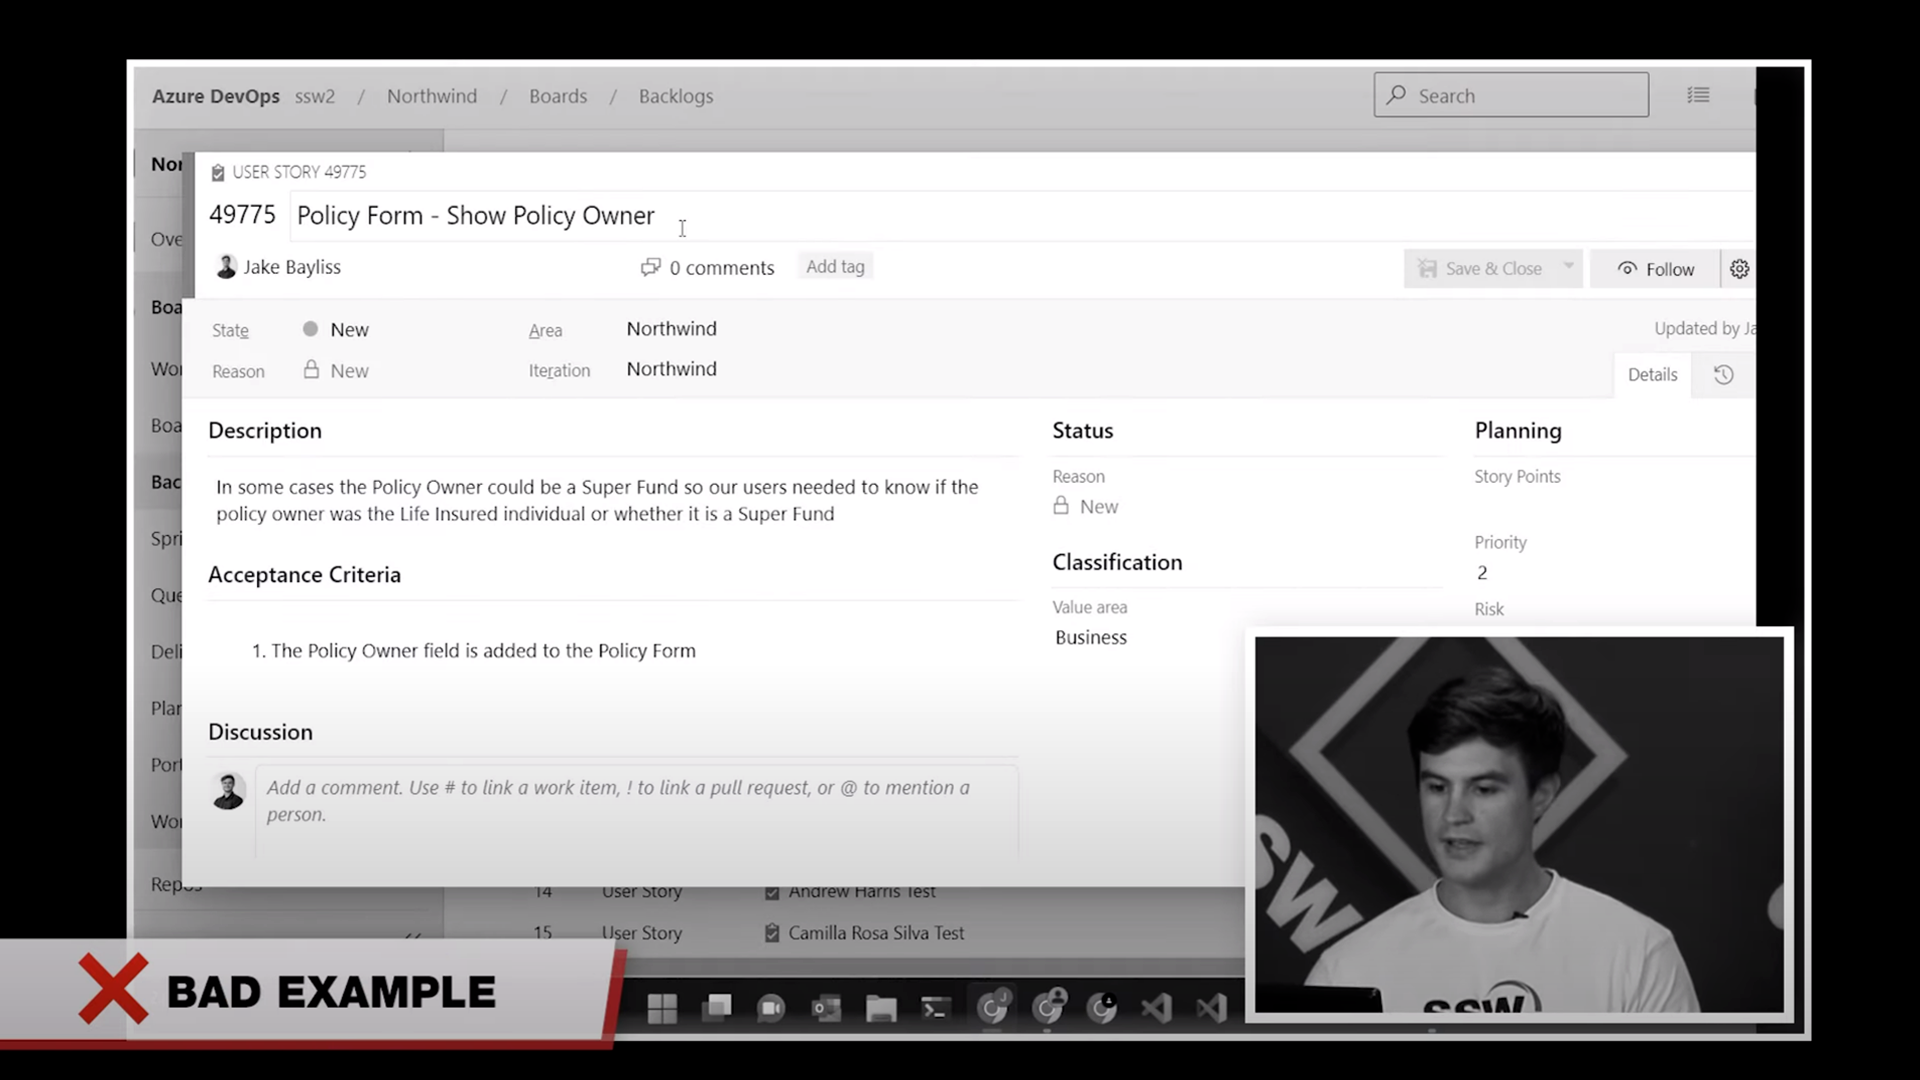 Azure DevOps ssw2 / Northwind / Boards / Backlogs
Search
Nor
USER STORY 49775
49775 Policy Form - Show Policy Owner
Ove
Jake Bayliss
0 comments
Add tag
Save & Close
Follow
Boa
State New
Area Northwind
Updated by Ja
Wo
Reason New
Iteration Northwind
Details
Boa
Description
Status
Planning
Bac
In some cases the Policy Owner could be a Super Fund so our users needed to know if the
policy owner was the Life Insured individual or whether it is a Super Fund
Reason
New
Story Points
Spri
Priority
2
Acceptance Criteria
Classification
Que
Value area
Business
Risk
Deli
1. The Policy Owner field is added to the Policy Form
Plar
Discussion
Port
Add a comment. Use # to link a work item, ! to link a pull request, or @ to mention a
person.
Wor
Repos
14 User Story Andrew Harris Test
15 User Story Camilla Rosa Silva Test
BAD EXAMPLE
SSW
SSW